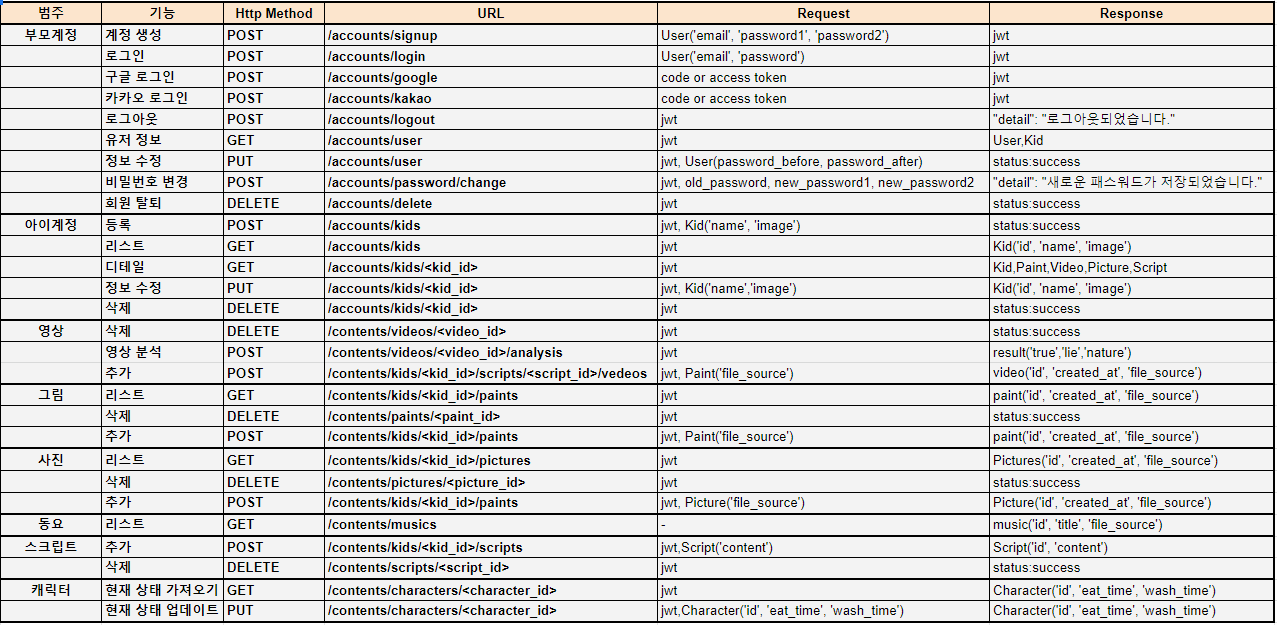 범주 기능 Http Method URL Request Response
부모계정 계정 생성 POST /accounts/signup User('email', 'password1', 'password2') jwt
로그인 POST /accounts/login User('email', 'password') jwt
구글 로그인 POST /accounts/google code or access token jwt
카카오 로그인 POST /accounts/kakao code or access token jwt
로그아웃 POST /accounts/logout jwt "detail": "로그아웃되었습니다."
유저 정보 GET /accounts/user jwt User,Kid
정보 수정 PUT /accounts/user jwt, User(password_before, password_after) status:success
비밀번호 변경 POST /accounts/password/change jwt, old_password, new_password1, new_password2 "detail": "새로운 패스워드가 저장되었습니다."
회원 탈퇴 DELETE /accounts/delete jwt status:success
아이계정 등록 POST /accounts/kids jwt, Kid('name', 'image') status:success
리스트 GET /accounts/kids jwt Kid('id', 'name', 'image')
디테일 GET /accounts/kids/<kid_id> jwt Kid,Paint,Video,Picture,Script
정보 수정 PUT /accounts/kids/<kid_id> jwt, Kid('name','image') Kid('id', 'name', 'image')
삭제 DELETE /accounts/kids/<kid_id> jwt status:success
영상 삭제 DELETE /contents/videos/<video_id> jwt status:success
영상 분석 POST /contents/videos/<video_id>/analysis jwt result('true','lie','nature')
추가 POST /contents/kids/<kid_id>/scripts/<script_id>/vedeos jwt, Paint('file_source') video('id', 'created_at', 'file_source')
그림 리스트 GET /contents/kids/<kid_id>/paints jwt paint('id', 'created_at', 'file_source')
삭제 DELETE /contents/paints/<paint_id> jwt status:success
추가 POST /contents/kids/<kid_id>/paints jwt, Paint('file_source') paint('id', 'created_at', 'file_source')
사진 리스트 GET /contents/kids/<kid_id>/pictures jwt Pictures('id', 'created_at', 'file_source')
삭제 DELETE /contents/pictures/<picture_id> jwt status:success
추가 POST /contents/kids/<kid_id>/paints jwt, Picture('file_source') Picture('id', 'created_at', 'file_source')
동요 리스트 GET /contents/musics - music('id', 'title', 'file_source')
스크립트 추가 POST /contents/kids/<kid_id>/scripts jwt,Script('content') Script('id', 'content')
삭제 DELETE /contents/scripts/<script_id> jwt status:success
캐릭터 현재 상태 가져오기 GET /contents/characters/<character_id> jwt Character('id', 'eat_time', 'wash_time')
현재 상태 업데이트 PUT /contents/characters/<character_id> jwt,Character('id', 'eat_time', 'wash_time') Character('id', 'eat_time', 'wash_time')